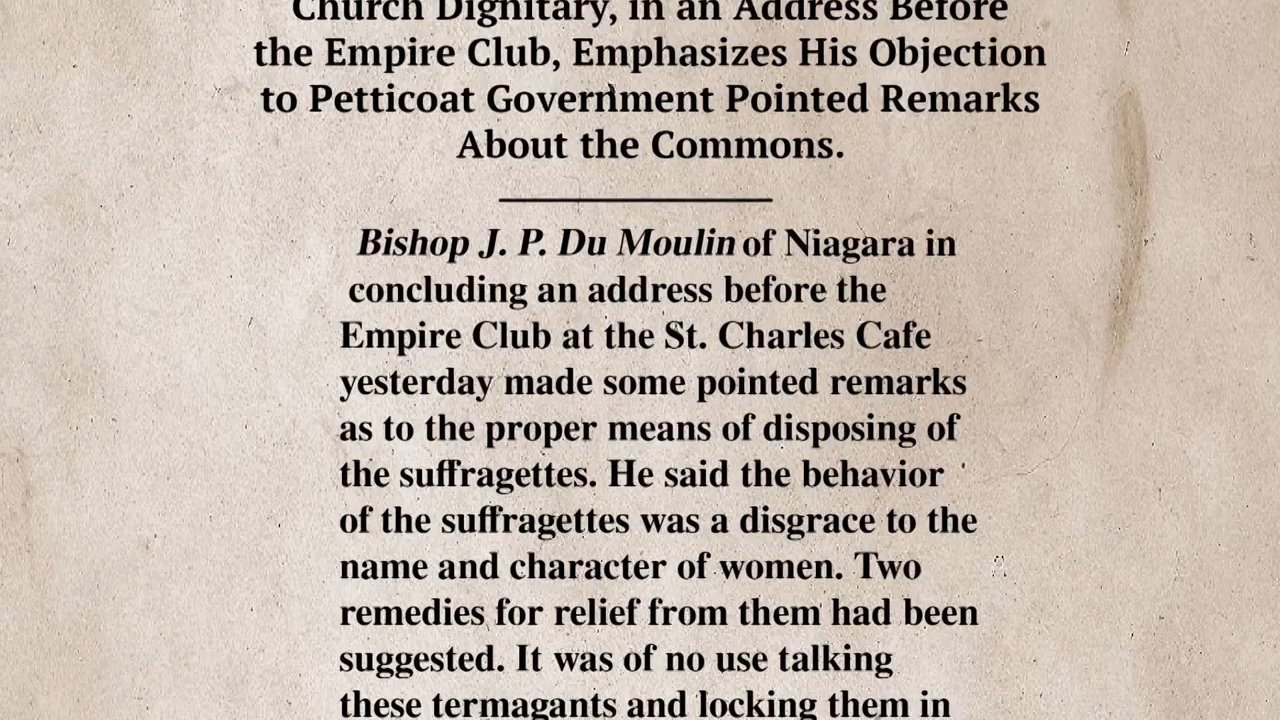 Church Dignitary, in an Address Before
the Empire Club, Emphasizes His Objection
to Petticoat Government Pointed Remarks
About the Commons.
Bishop J. P. Du Moulin of Niagara in
concluding an address before the
Empire Club at the St. Charles Cafe
yesterday made some pointed remarks
as to the proper means of disposing of
the suffragettes. He said the behavior
of the suffragettes was a disgrace to the
name and character of women. Two
remedies for relief from them had been
suggested. It was of no use talking
these termagants and locking them in